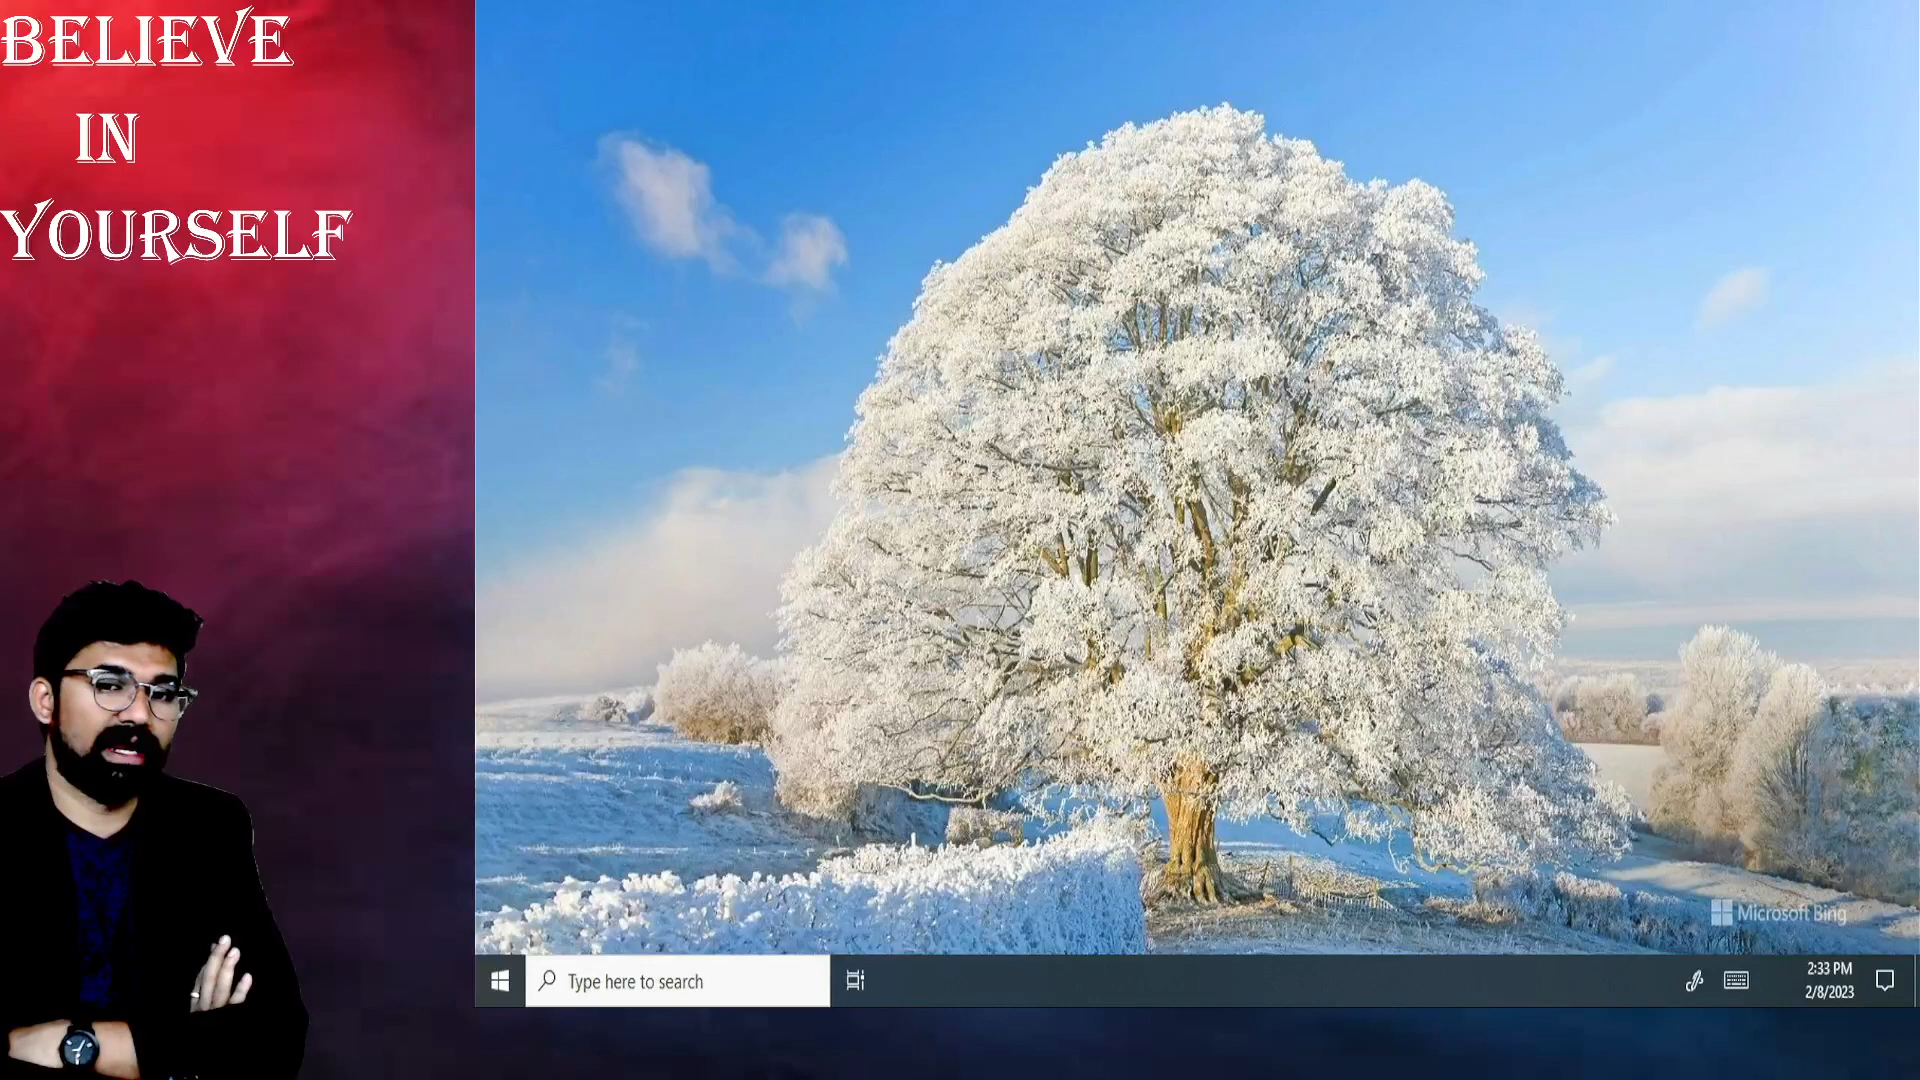 BELIEVE
IN
YOURSELF
Microsoft Bing
Type here to search
2:33 PM
2/8/2023